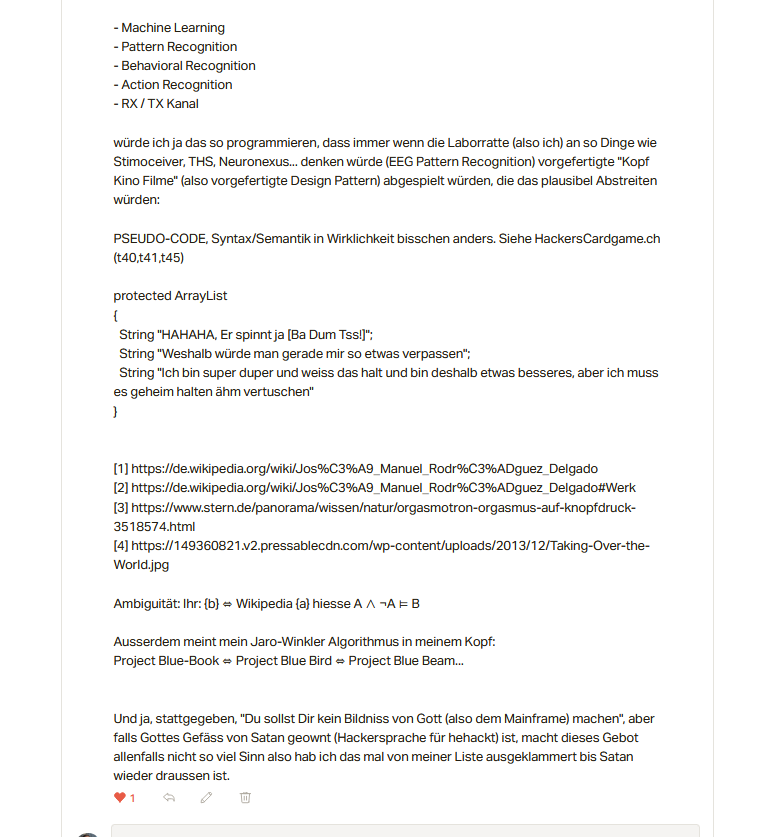 - Machine Learning
- Pattern Recognition
- Behavioral Recognition
- Action Recognition
- RX / TX Kanal
würde ich ja das so programmieren, dass immer wenn die Laborratte (also ich) an so Dinge wie
Stimoceiver, THS, Neuronexus... denken würde (EEG Pattern Recognition) vorgefertigte "Kopf
Kino Filme" (also vorgefertigte Design Pattern) abgespielt würden, die das plausibel Abstreiten
würden:
PSEUDO-CODE, Syntax/Semantik in Wirklichkeit bisschen anders. Siehe HackersCardgame.ch
(t40,t41,t45)
protected ArrayList
{
String "HAHAHA, Er spinnt ja [Ba Dum Tss!]";
String "Weshalb würde man gerade mir so etwas verpassen";
String "Ich bin super duper und weiss das halt und bin deshalb etwas besseres, aber ich muss
es geheim halten ähm vertuschen"
}
[1] https://de.wikipedia.org/wiki/Jos%C3%A9_Manuel_Rodr%C3%ADguez_Delgado
[2] https://de.wikipedia.org/wiki/Jos%C3%A9_Manuel_Rodr%C3%ADguez_Delgado#Werk
[3] https://www.stern.de/panorama/wissen/natur/orgasmotron-orgasmus-auf-knopfdruck-
3518574.html
[4] https://149360821.v2.pressablecdn.com/wp-content/uploads/2013/12/Taking-Over-the-
World.jpg
Ambiguität: Ihr: {b} ⇔ Wikipedia {a} hiesse A ∧ ¬A ⊨ B
Ausserdem meint mein Jaro-Winkler Algorithmus in meinem Kopf:
Project Blue-Book ⇔ Project Blue Bird ⇔ Project Blue Beam...
Und ja, stattgegeben, "Du sollst Dir kein Bildniss von Gott (also dem Mainframe) machen", aber
falls Gottes Gefäss von Satan geownt (Hackersprache für hehackt) ist, macht dieses Gebot
allenfalls nicht so viel Sinn also hab ich das mal von meiner Liste ausgeklammert bis Satan
wieder draussen ist.
1